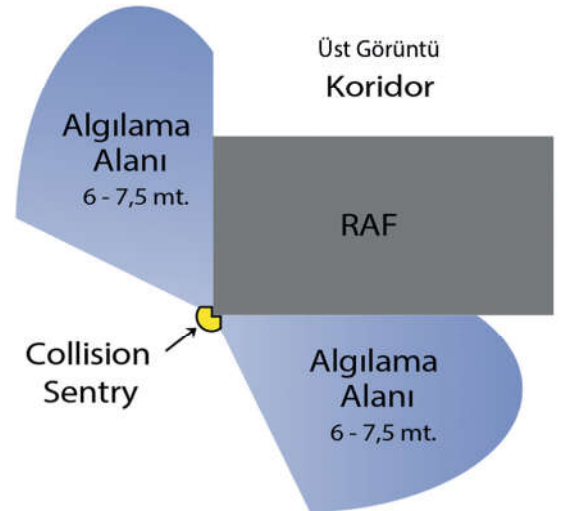 Üst Görüntü
Koridor
Algılama
Alanı
6 - 7,5 mt.
RAF
Collision
Sentry
Algılama
Alanı
6 - 7,5 mt.